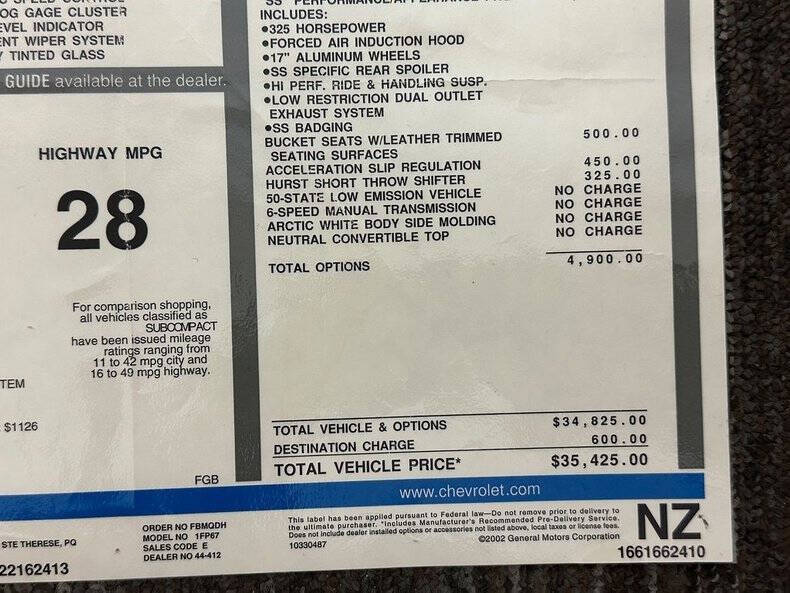 OG GAGE CLUSTER
EVEL INDICATOR
ENT WIPER SYSTEM
Y TINTED GLASS
GUIDE available at the dealer.
HIGHWAY MPG
28
For comparison shopping,
all vehicles classified as
SUBCOMPACT
have been issued mileage
ratings ranging from
11 to 42 mpg city and
16 to 49 mpg highway.
TEM
$1126
FGB
INCLUDES:
•325 HORSEPOWER
•FORCED AIR INDUCTION HOOD
•17" ALUMINUM WHEELS
•SS SPECIFIC REAR SPOILER
•HI PERF. RIDE & HANDLING SUSP.
•LOW RESTRICTION DUAL OUTLET
EXHAUST SYSTEM
•SS BADGING
BUCKET SEATS W/LEATHER TRIMMED 500.00
SEATING SURFACES
ACCELERATION SLIP REGULATION 450.00
HURST SHORT THROW SHIFTER 325.00
50-STATE LOW EMISSION VEHICLE NO CHARGE
6-SPEED MANUAL TRANSMISSION NO CHARGE
ARCTIC WHITE BODY SIDE MOLDING NO CHARGE
NEUTRAL CONVERTIBLE TOP NO CHARGE
TOTAL OPTIONS 4,900.00
TOTAL VEHICLE & OPTIONS $34,825.00
DESTINATION CHARGE 600.00
TOTAL VEHICLE PRICE* $35,425.00
www.chevrolet.com
STE THERESE, PQ
22162413
ORDER NO FBMQDH
MODEL NO 1FP67
SALES CODE E
DEALER NO 44-412
This label has been applied pursuant to Federal law—Do not remove prior to delivery to
the ultimate purchaser. *Includes Manufacturer's Recommended Pre-Delivery Service.
Does not include dealer installed options or accessories not listed above, local taxes or license fees.
10330487 ©2002 General Motors Corporation
NZ
1661662410